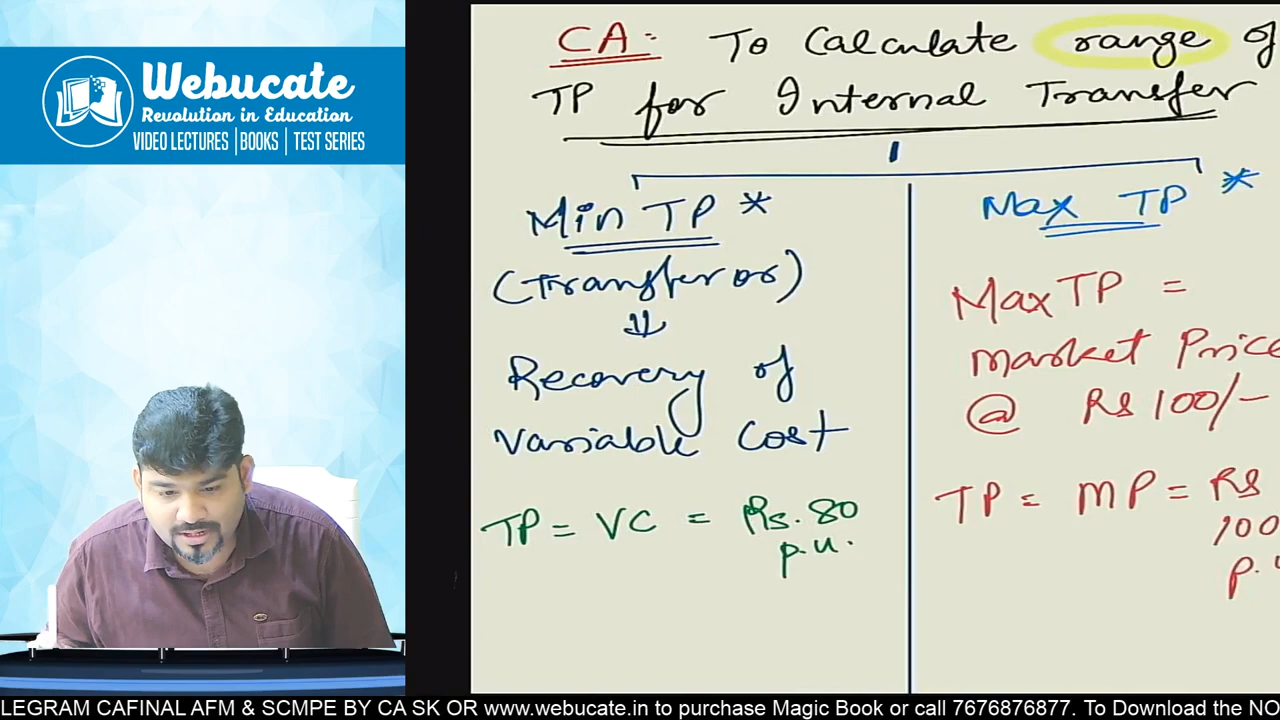 Webucate
Revolution in Education
VIDEO LECTURES | BOOKS | TEST SERIES
CA:- To Calculate range of
TP for Internal Transfer
Min TP *
(Transferor)
⇓
Recovery of
Variable Cost
TP = VC = Rs. 80
p.u.
Max TP *
Max TP =
Market Price
@ Rs 100/-
TP = MP = Rs
100
p.u
LEGRAM CAFINAL AFM & SCMPE BY CA SK OR www.webucate.in to purchase Magic Book or call 7676876877. To Download the NO